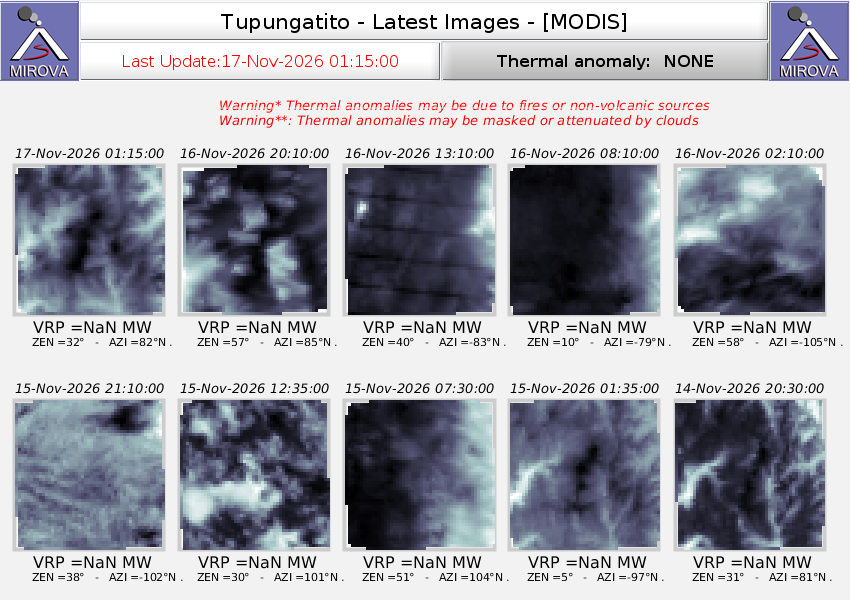 Tupungatito - Latest Images - [MODIS]
MIROVA
Last Update:17-Nov-2026 01:15:00
Thermal anomaly: NONE
MIROVA
Warning* Thermal anomalies may be due to fires or non-volcanic sources
Warning**: Thermal anomalies may be masked or attenuated by clouds
17-Nov-2026 01:15:00
16-Nov-2026 20:10:00
16-Nov-2026 13:10:00
16-Nov-2026 08:10:00
16-Nov-2026 02:10:00
VRP =NaN MW
VRP =NaN MW
VRP =NaN MW
VRP =NaN MW
VRP =NaN MW
ZEN =32° - AZI =82°N .
ZEN =57° - AZI =85°N .
ZEN =40° - AZI =-83°N .
ZEN =10° - AZI =-79°N .
ZEN =58° - AZI =-105°N .
15-Nov-2026 21:10:00
15-Nov-2026 12:35:00
15-Nov-2026 07:30:00
15-Nov-2026 01:35:00
14-Nov-2026 20:30:00
VRP =NaN MW
VRP =NaN MW
VRP =NaN MW
VRP =NaN MW
VRP =NaN MW
ZEN =38° - AZI =-102°N .
ZEN =30° - AZI =101°N .
ZEN =51° - AZI =104°N .
ZEN =5° - AZI =-97°N .
ZEN =31° - AZI =81°N .